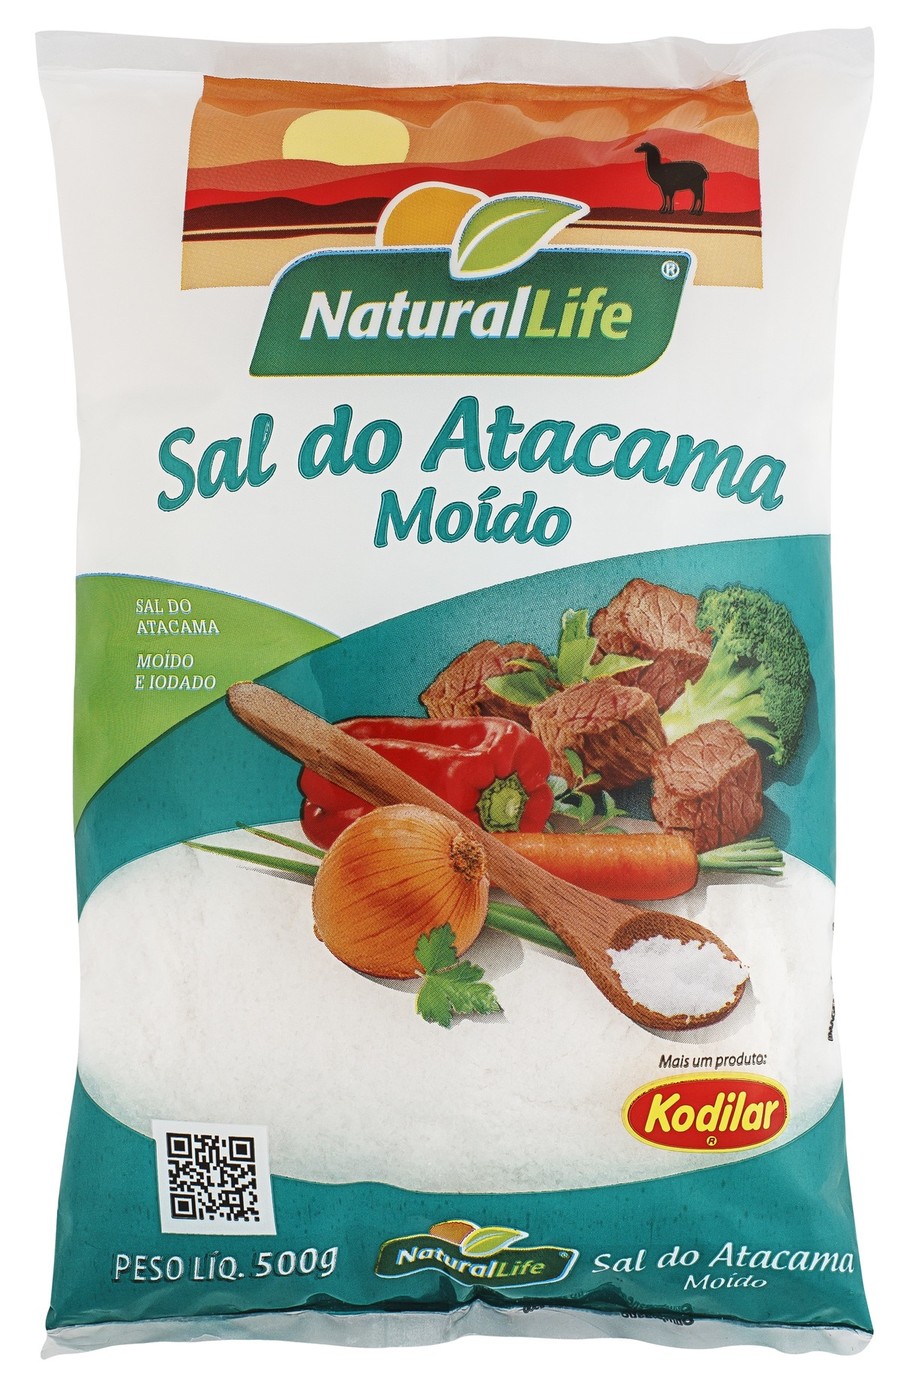 NaturalLife®
Sal do Atacama
Moído
SAL DO
ATACAMA
MOÍDO
E IODADO
Mais um produto:
Kodilar
®
PESO LÍQ. 500g
NaturalLife®
Sal do Atacama
Moído